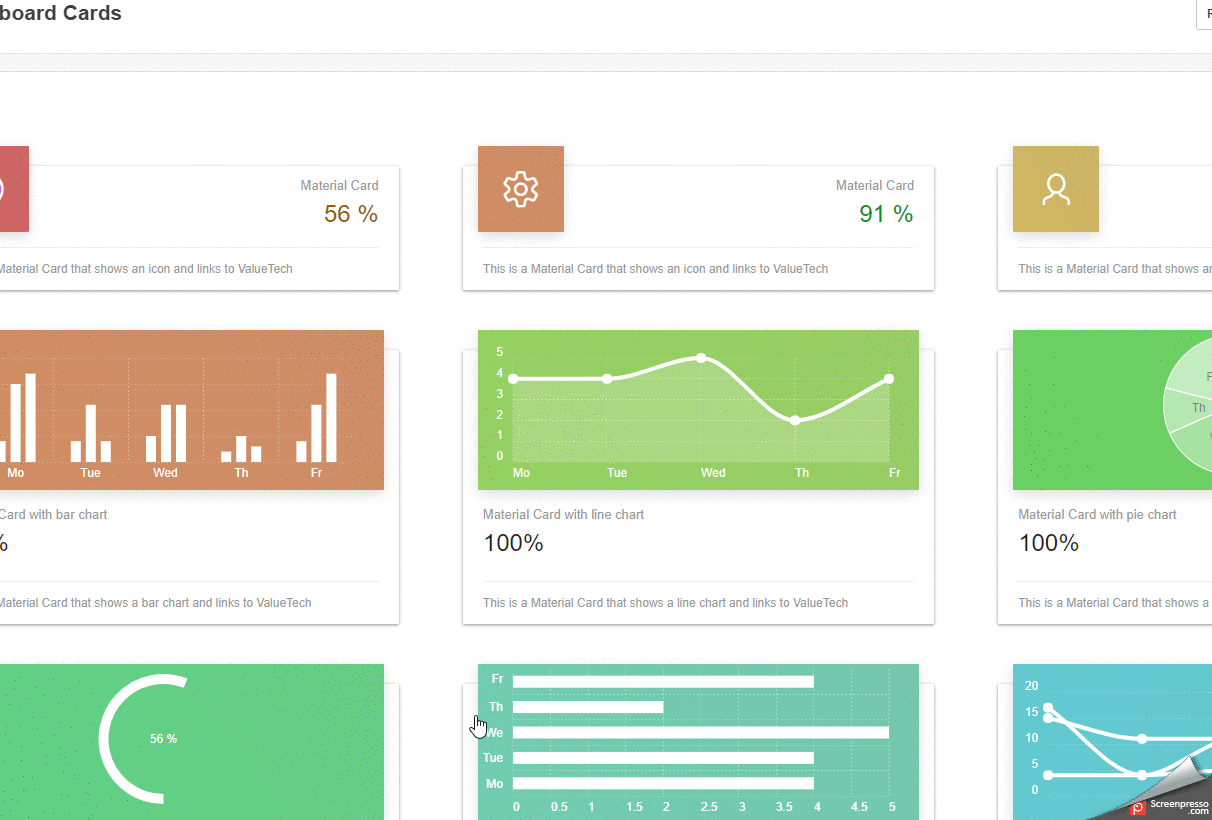 board Cards
Material Card
56 %
Material Card that shows an icon and links to ValueTech
Material Card
91 %
This is a Material Card that shows an icon and links to ValueTech
This is a Material Card that shows
Mo Tue Wed Th Fr
Card with bar chart
%
Material Card that shows a bar chart and links to ValueTech
5
4
3
2
1
0
Mo Tue Wed Th Fr
Material Card with line chart
100%
This is a Material Card that shows a line chart and links to ValueTech
Th
Material Card with pie chart
100%
This is a Material Card that shows a
56 %
Fr
Th
We
Tue
Mo
0 0.5 1 1.5 2 2.5 3 3.5 4 4.5 5
20
15
10
5
0
Screenpresso
.com